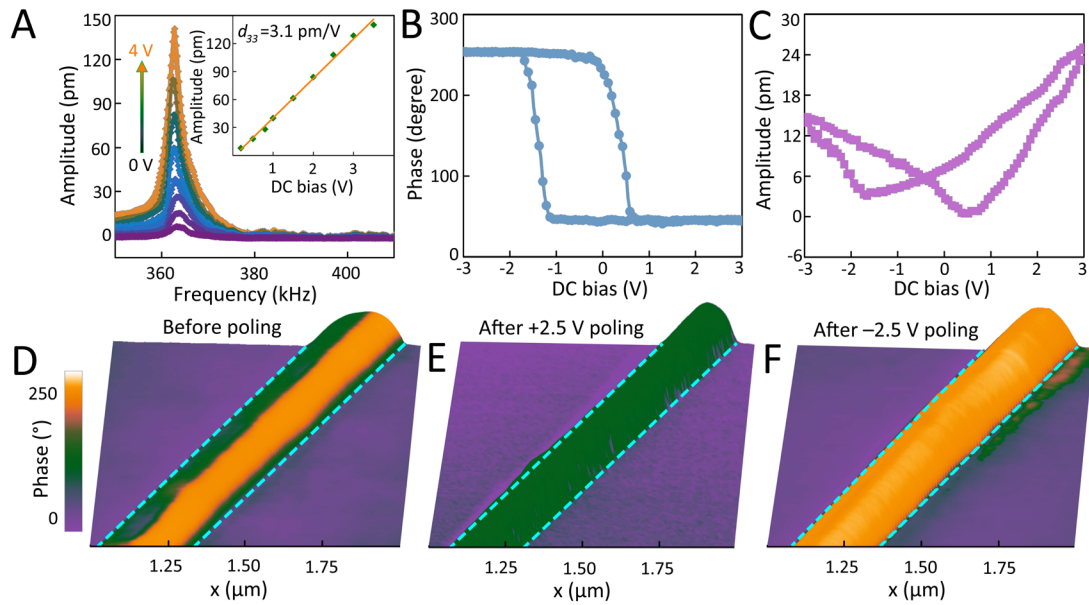 A
150
120
90
60
30
0
Amplitude (pm)
4 V
0 V
360
380
400
Frequency (kHz)
d33 =3.1 pm/V
120
90
60
30
Amplitude (pm)
1
2
3
DC bias (V)
B
300
200
100
0
Phase (degree)
-3
-2
-1
0
1
2
3
DC bias (V)
C
30
24
18
12
6
0
-6
Amplitude (pm)
-3
-2
-1
0
1
2
3
DC bias (V)
D
Before poling
250
0
Phase (°)
1.25
1.50
1.75
x (μm)
E
After +2.5 V poling
1.25
1.50
1.75
x (μm)
F
After –2.5 V poling
1.25
1.50
1.75
x (μm)